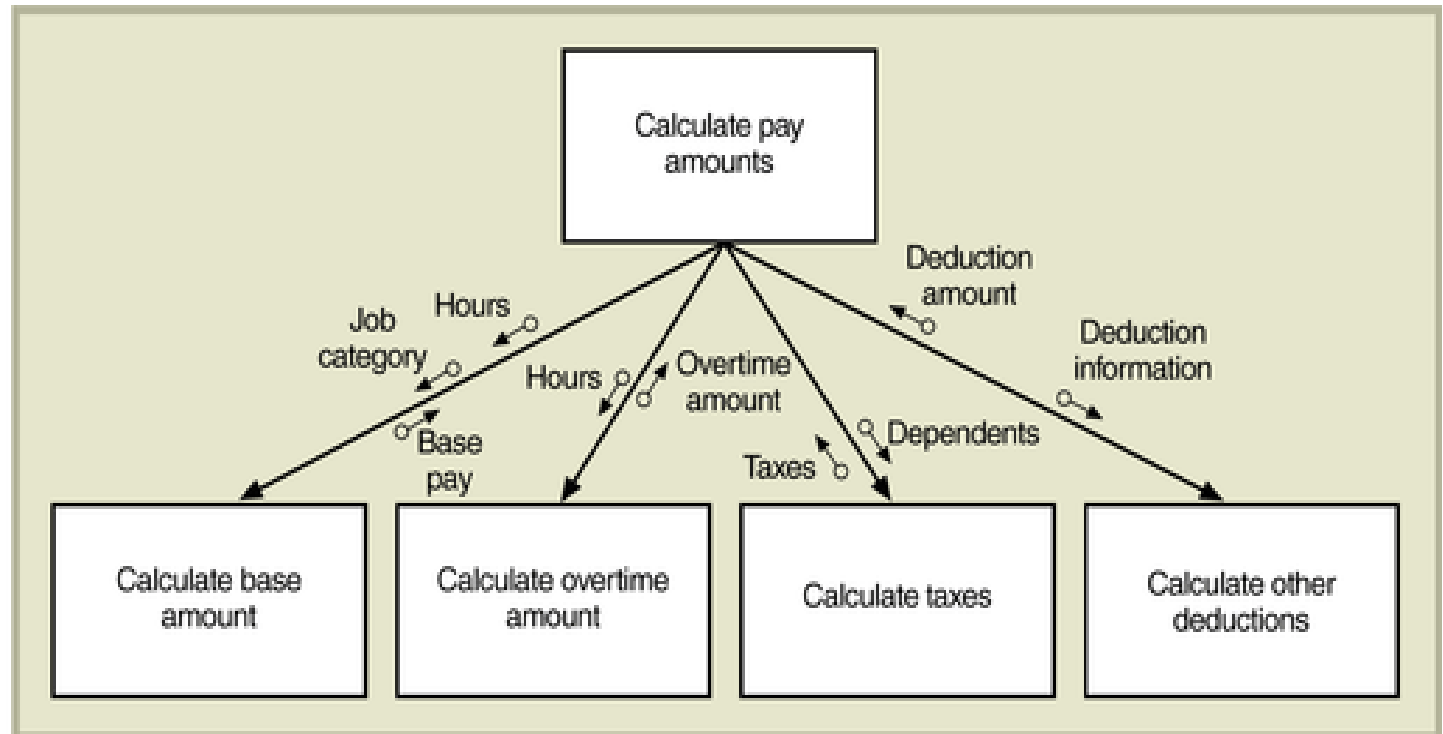 Calculate pay
amounts
Deduction
amount
Hours
Job
category
Deduction
information
Hours
Overtime
amount
Base
pay
Taxes
Dependents
Calculate base
amount
Calculate overtime
amount
Calculate taxes
Calculate other
deductions